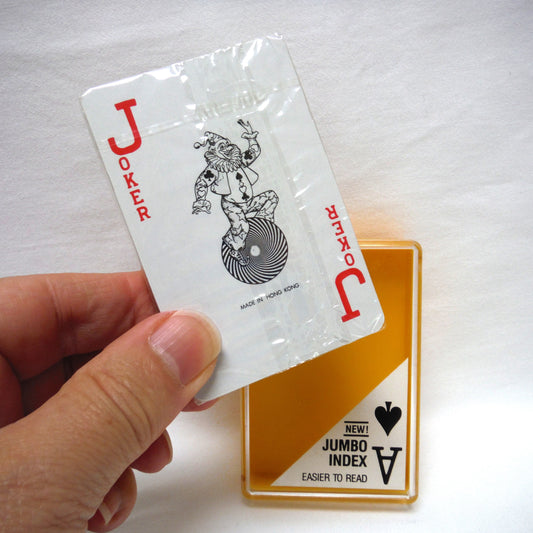 JOKER
MADE IN HONG KONG
JOKER
NEW!
JUMBO
INDEX
EASIER TO READ
A